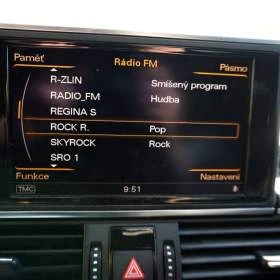 Paměť Rádio FM Pásmo
R-ZLIN Smíšený program
RADIO_FM Hudba
REGINA S
ROCK R. Pop
SKYROCK Rock
SRO 1
Funkce Nastavení
TMC 9:51